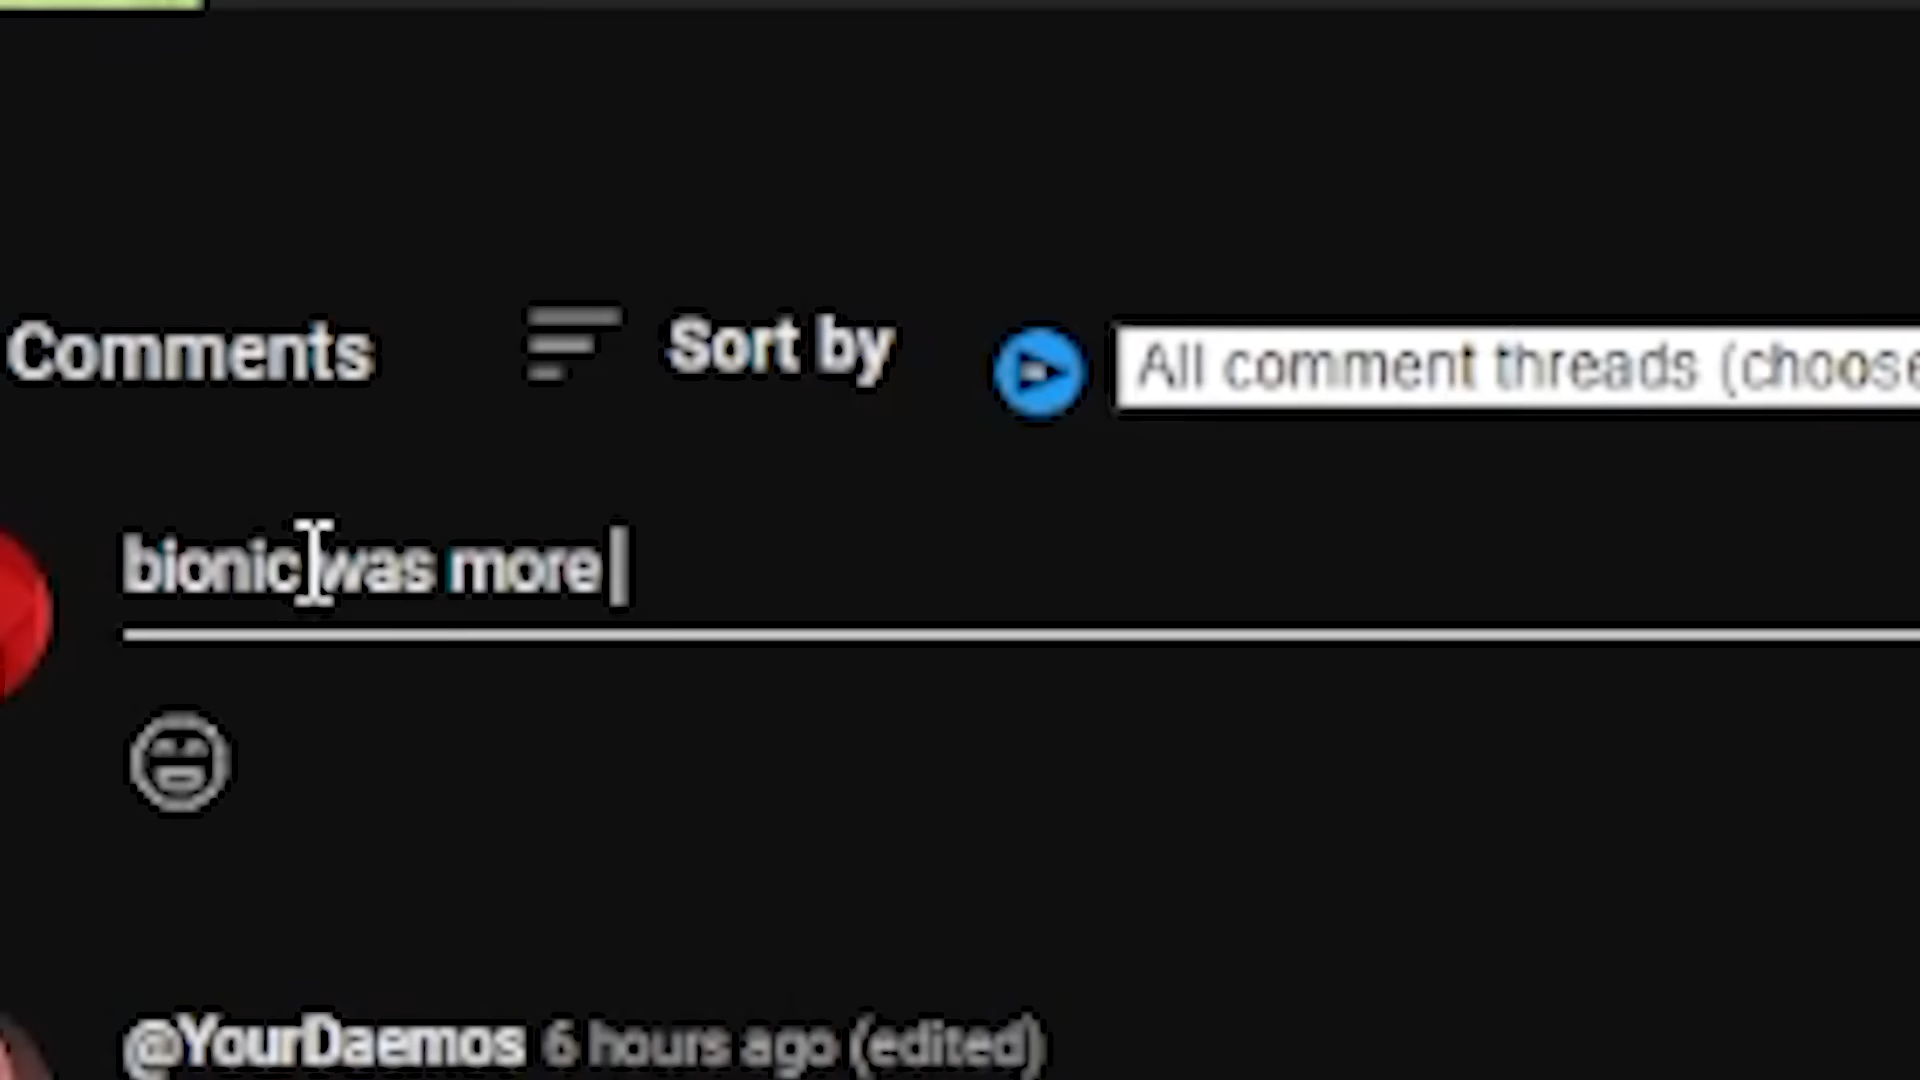 Comments Sort by All comment threads (choose
bionic was more
@YourDaemos 6 hours ago (edited)